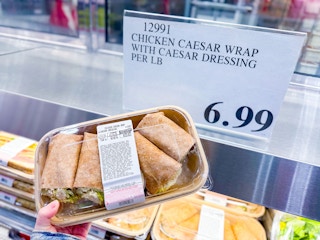 12991
CHICKEN CAESAR WRAP
WITH CAESAR DRESSING
PER LB
6.99